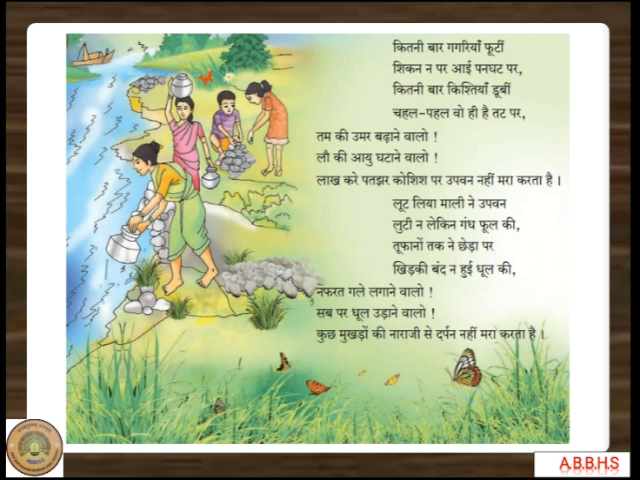 कितनी बार गगरियाँ फूटीं
शिकन न पर आई पनघट पर,
कितनी बार किश्तियाँ डूबीं
चहल-पहल वो ही है तट पर,
तम की उमर बढ़ाने वालो !
लौ की आयु घटाने वालो !
लाख करे पतझर कोशिश पर उपवन नहीं मरा करता है ।
लूट लिया माली ने उपवन
लुटी न लेकिन गंध फूल की,
तूफानों तक ने छेड़ा पर
खिड़की बंद न हुई धूल की,
नफरत गले लगाने वालो !
सब पर धूल उड़ाने वालो !
कुछ मुखड़ों की नाराजी से दर्पन नहीं मरा करता है ।
A.B.B.H.S